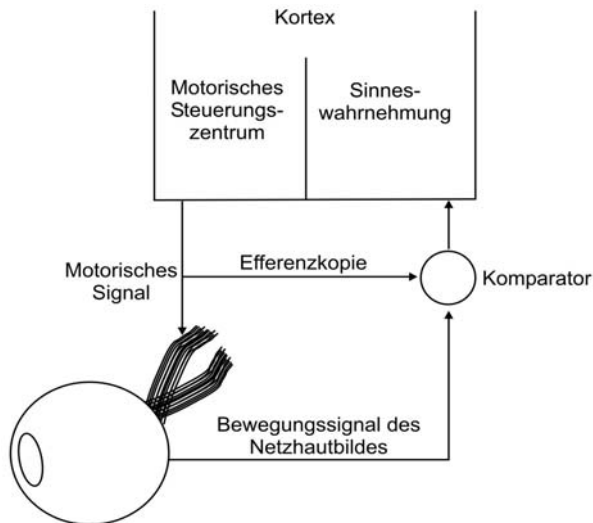 Kortex
Motorisches
Steuerungs-
zentrum
Sinnes-
wahrnehmung
Motorisches
Signal
Efferenzkopie
Komparator
Bewegungssignal des
Netzhautbildes